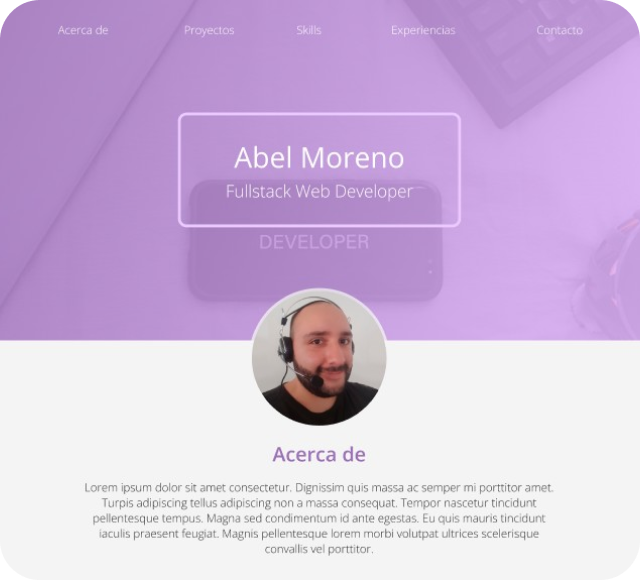 Acerca de Proyectos Skills Experiencias Contacto
Abel Moreno
Fullstack Web Developer
DEVELOPER
Acerca de
Lorem ipsum dolor sit amet consectetur. Dignissim quis massa ac semper mi porttitor amet.
Turpis adipiscing tellus adipiscing non a massa consequat. Tempor nascetur tincidunt
pellentesque tempus. Magna sed condimentum id ante egestas. Eu quis mauris tincidunt
iaculis praesent feugiat. Magnis pellentesque lorem morbi volutpat ultrices scelerisque
convallis vel porttitor.